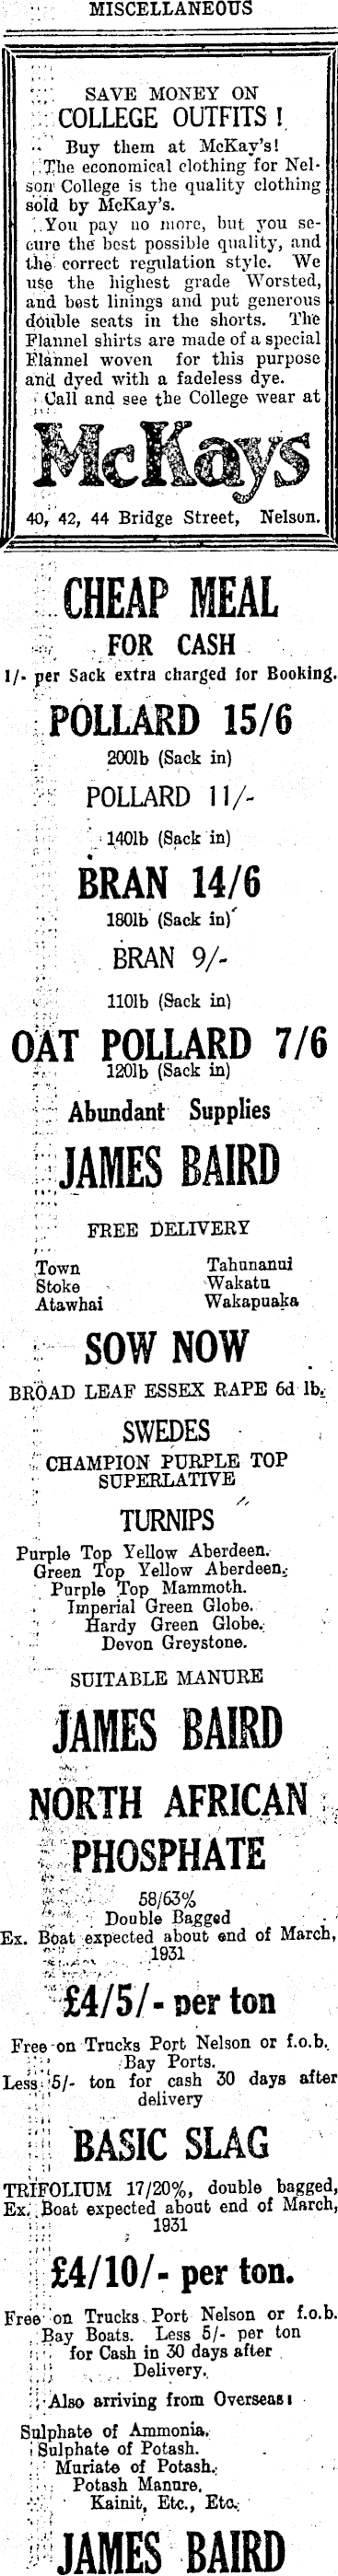 MISCELLANEOUS
SAVE MONEY ON
COLLEGE OUTFITS !
Buy them at McKay's!
The economical clothing for Nel-
son College is the quality clothing
sold by McKay's.
You pay no more, but you se-
cure the best possible quality, and
the correct regulation style. We
use the highest grade Worsted,
and best linings and put generous
double seats in the shorts. The
Flannel shirts are made of a special
Flannel woven for this purpose
and dyed with a fadeless dye.
Call and see the College wear at
McKays
40, 42, 44 Bridge Street, Nelson.
CHEAP MEAL
FOR CASH
1/- per Sack extra charged for Booking.
POLLARD 15/6
200lb (Sack in)
POLLARD 11/-
140lb (Sack in)
BRAN 14/6
180lb (Sack in)
BRAN 9/-
110lb (Sack in)
OAT POLLARD 7/6
120lb (Sack in)
Abundant Supplies
JAMES BAIRD
FREE DELIVERY
Town Tahunanui
Stoke Wakatu
Atawhai Wakapuaka
SOW NOW
BROAD LEAF ESSEX RAPE 6d lb.
SWEDES
CHAMPION PURPLE TOP
SUPERLATIVE
TURNIPS
Purple Top Yellow Aberdeen.
Green Top Yellow Aberdeen.
Purple Top Mammoth.
Imperial Green Globe.
Hardy Green Globe.
Devon Greystone.
SUITABLE MANURE
JAMES BAIRD
NORTH AFRICAN
PHOSPHATE
58/63%
Double Bagged
Ex. Boat expected about end of March,
1931
£4/5/- per ton
Free on Trucks Port Nelson or f.o.b.
Bay Ports.
Less 5/- ton for cash 30 days after
delivery
BASIC SLAG
TRIFOLIUM 17/20%, double bagged,
Ex. Boat expected about end of March,
1931
£4/10/- per ton.
Free on Trucks Port Nelson or f.o.b.
Bay Boats. Less 5/- per ton
for Cash in 30 days after
Delivery.
Also arriving from Overseas:
Sulphate of Ammonia.
Sulphate of Potash.
Muriate of Potash.
Potash Manure.
Kainit, Etc., Etc.
JAMES BAIRD